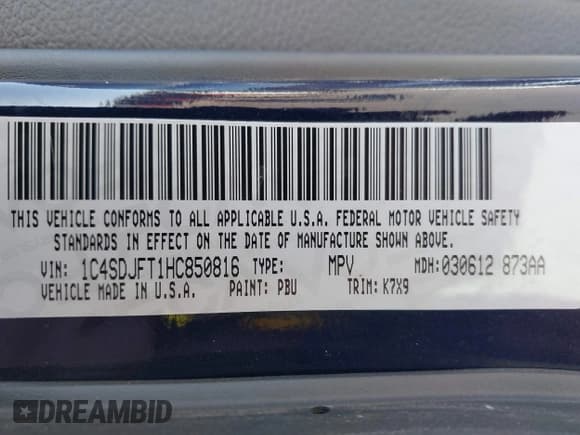 THIS VEHICLE CONFORMS TO ALL APPLICABLE U.S.A. FEDERAL MOTOR VEHICLE SAFETY
STANDARDS IN EFFECT ON THE DATE OF MANUFACTURE SHOWN ABOVE.
VIN: 1C4SDJFT1HC850816 TYPE: MPV MDH:030612 873AA
VEHICLE MADE IN U.S.A. PAINT: PBU TRIM: K7X9
DREAMBID